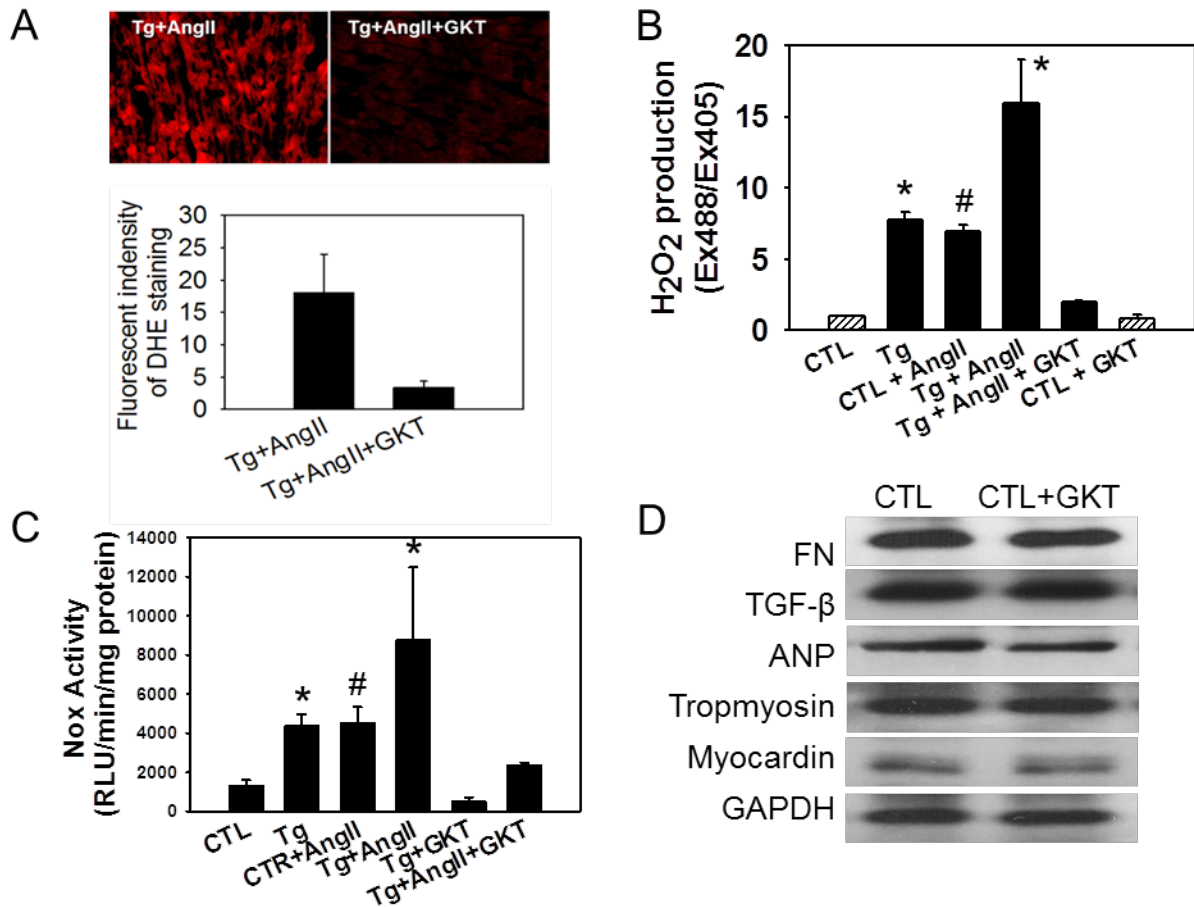 A
Tg+AngII
Tg+AngII+GKT
Fluorescent indensity
of DHE staining
30
25
20
15
10
5
0
Tg+AngII
Tg+AngII+GKT
B
H2O2 production
(Ex488/Ex405)
20
15
10
5
0
*
#
*
CTL
Tg
CTL + AngII
Tg + AngII
Tg + AngII + GKT
CTL + GKT
C
Nox Activity
(RLU/min/mg protein)
14000
12000
10000
8000
6000
4000
2000
0
*
#
*
CTL
Tg
CTR+AngII
Tg+AngII
Tg+GKT
Tg+AngII+GKT
D
CTL CTL+GKT
FN
TGF-β
ANP
Tropmyosin
Myocardin
GAPDH